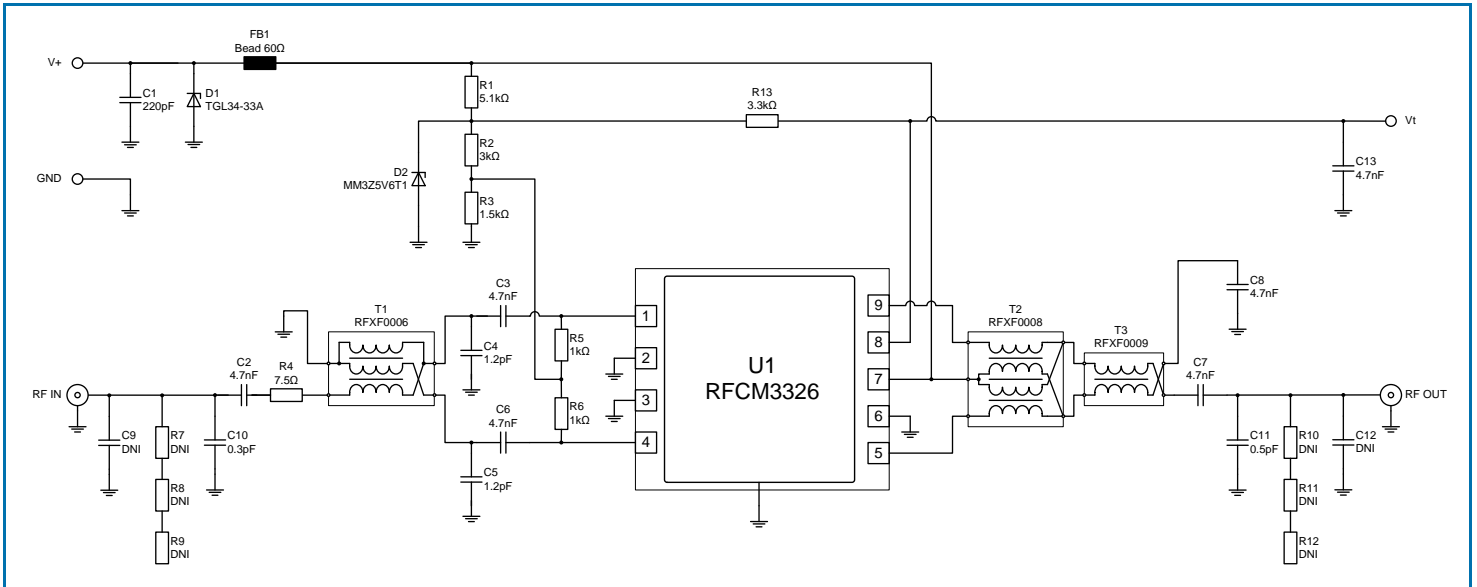 FB1
Bead 60Ω
V+
C1
220pF
D1
TGL34-33A
R1
5.1kΩ
R13
3.3kΩ
Vt
R2
3kΩ
C13
4.7nF
GND
D2
MM3Z5V6T1
R3
1.5kΩ
C3
4.7nF
C8
4.7nF
T1
RFXF0006
T2
RFXF0008
T3
RFXF0009
1
2
3
4
9
8
7
6
5
U1
RFCM3326
C4
1.2pF
R5
1kΩ
C2
4.7nF
R4
7.5Ω
C7
4.7nF
RF IN
RF OUT
C6
4.7nF
R6
1kΩ
C9
DNI
R7
DNI
C10
0.3pF
C11
0.5pF
R10
DNI
C12
DNI
C5
1.2pF
R8
DNI
R11
DNI
R9
DNI
R12
DNI